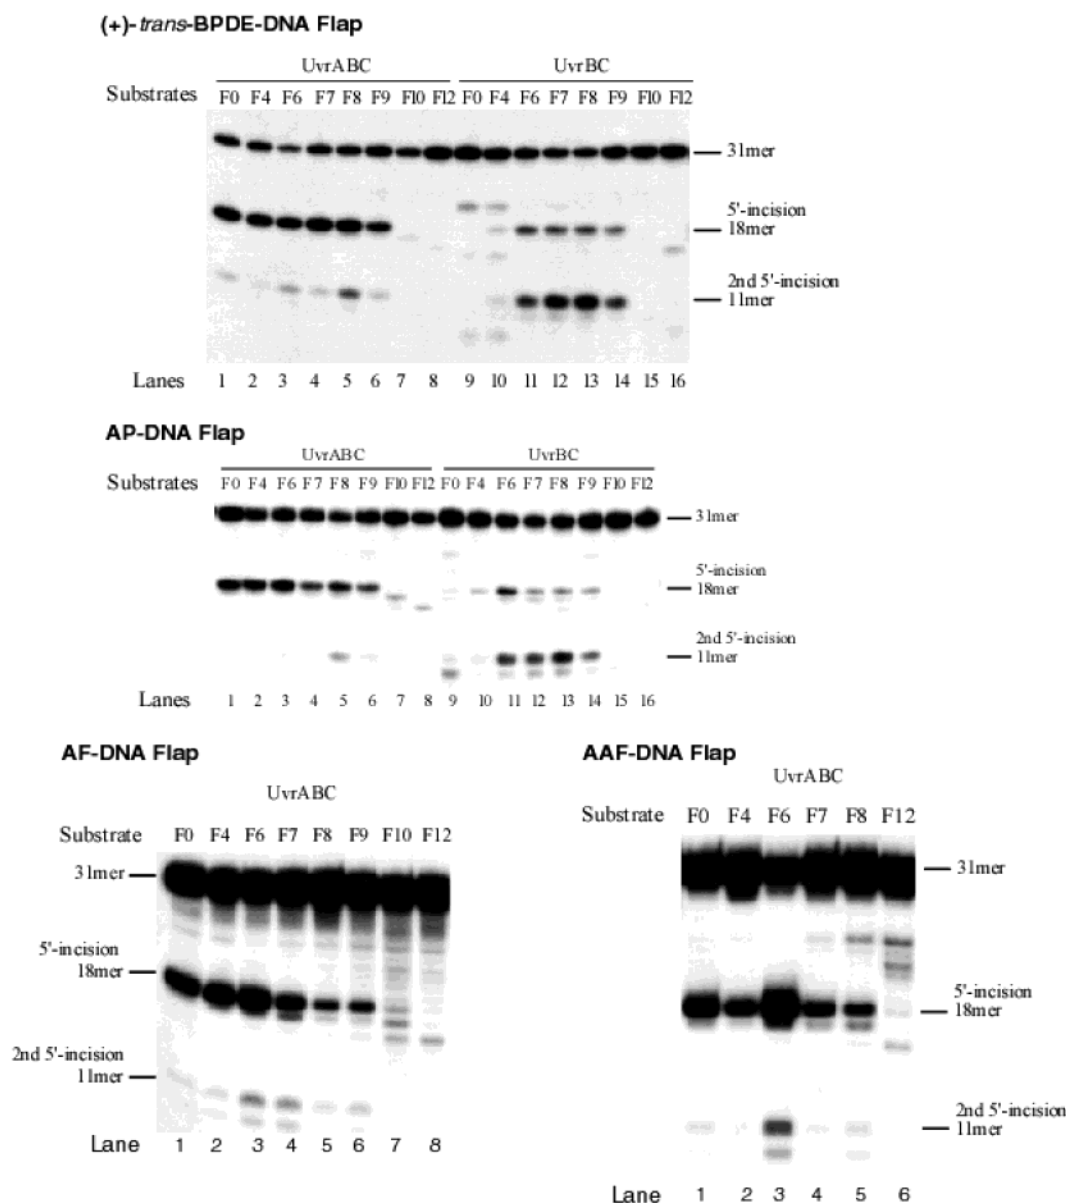 (+)-trans-BPDE-DNA Flap
UvrABC UvrBC
Substrates F0 F4 F6 F7 F8 F9 F10 F12 F0 F4 F6 F7 F8 F9 F10 F12
31mer
5'-incision
18mer
2nd 5'-incision
11mer
Lanes 1 2 3 4 5 6 7 8 9 10 11 12 13 14 15 16
AP-DNA Flap
UvrABC UvrBC
Substrates F0 F4 F6 F7 F8 F9 F10 F12 F0 F4 F6 F7 F8 F9 F10 F12
31mer
5'-incision
18mer
2nd 5'-incision
11mer
Lanes 1 2 3 4 5 6 7 8 9 10 11 12 13 14 15 16
AF-DNA Flap
UvrABC
Substrate F0 F4 F6 F7 F8 F9 F10 F12
31mer
5'-incision
18mer
2nd 5'-incision
11mer
Lane 1 2 3 4 5 6 7 8
AAF-DNA Flap
UvrABC
Substrate F0 F4 F6 F7 F8 F12
31mer
5'-incision
18mer
2nd 5'-incision
11mer
Lane 1 2 3 4 5 6